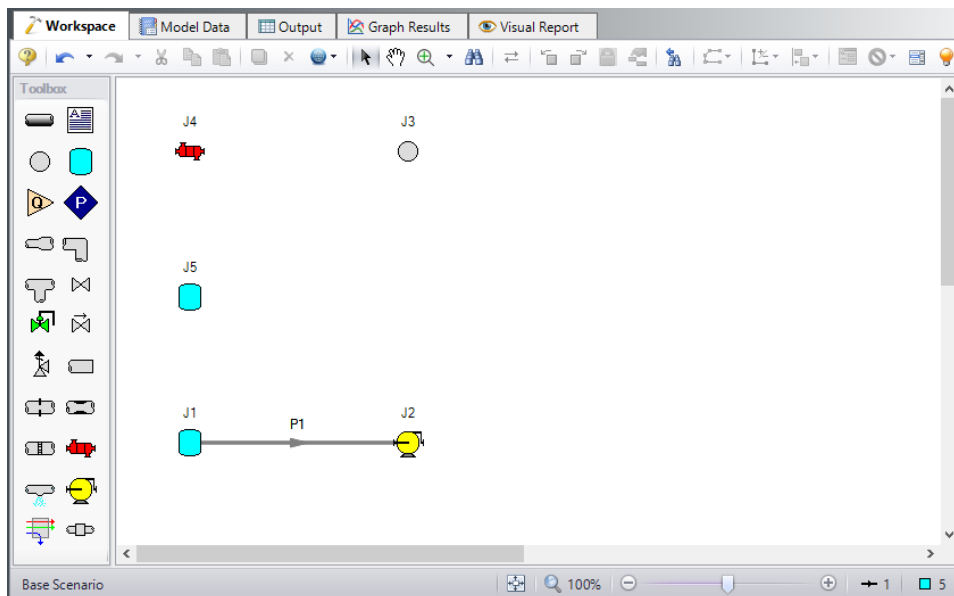 Workspace
Model Data
Output
Graph Results
Visual Report
Toolbox
A
Q
P
J4
J3
J5
J1
P1
J2
Base Scenario
100%
1
5